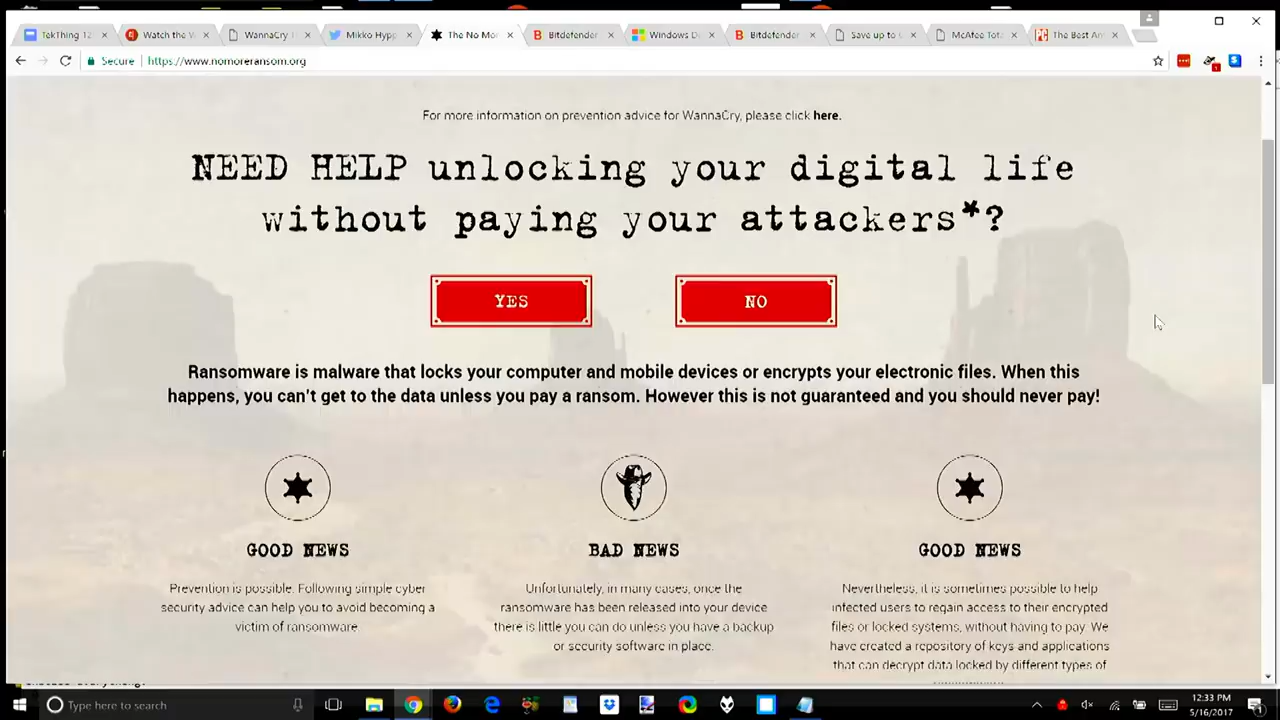 TekThing 12
Watch the W
WannaCry
Mikko Hypp
The No Mor
Bitdefender
Windows D
Bitdefender
Save up to
McAfee Tot
The Best An
Secure
https://www.nomoreransom.org
For more information on prevention advice for WannaCry, please click here.
NEED HELP unlocking your digital life
without paying your attackers*?
YES
NO
Ransomware is malware that locks your computer and mobile devices or encrypts your electronic files. When this
happens, you can't get to the data unless you pay a ransom. However this is not guaranteed and you should never pay!
GOOD NEWS
Prevention is possible. Following simple cyber
security advice can help you to avoid becoming a
victim of ransomware.
BAD NEWS
Unfortunately, in many cases, once the
ransomware has been released into your device
there is little you can do unless you have a backup
or security software in place.
GOOD NEWS
Nevertheless, it is sometimes possible to help
infected users to regain access to their encrypted
files or locked systems, without having to pay. We
have created a repository of keys and applications
that can decrypt data locked by different types of
Type here to search
12:33 PM
5/16/2017